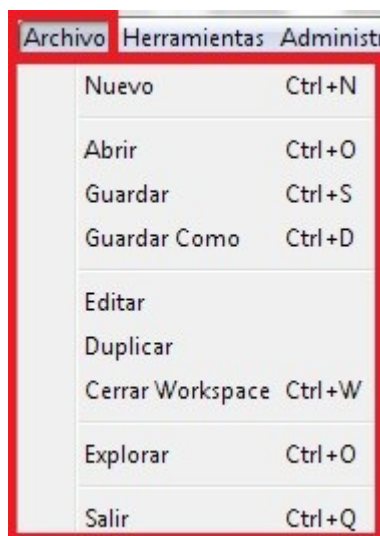 Archivo Herramientas Administ
Nuevo Ctrl+N
Abrir Ctrl+O
Guardar Ctrl+S
Guardar Como Ctrl+D
Editar
Duplicar
Cerrar Workspace Ctrl+W
Explorar Ctrl+O
Salir Ctrl+Q